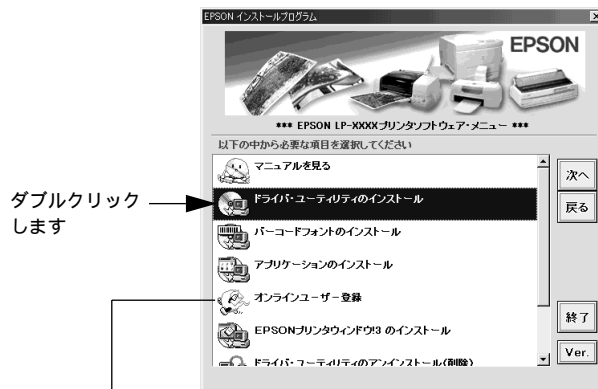 EPSON インストールプログラム
EPSON
*** EPSON LP-XXXXプリンタソフトウェア・メニュー ***
以下の中から必要な項目を選択してください
マニュアルを見る
次へ
ダブルクリック
します
ドライバ・ユーティリティのインストール
戻る
バーコードフォントのインストール
アプリケーションのインストール
オンラインユーザー登録
終了
EPSONプリンタウィンドウ!3 のインストール
Ver.
ドライバ・ユーティリティのアンインストール(削除)